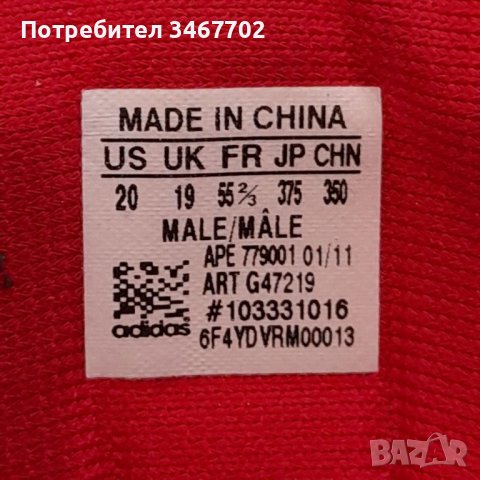 Потребител 3467702
MADE IN CHINA
US UK FR JP CHN
20 19 55⅔ 375 350
MALE/MÂLE
APE 779001 01/11
ART G47219
#103331016
adidas 6F4YDVRM00013
BAZAR